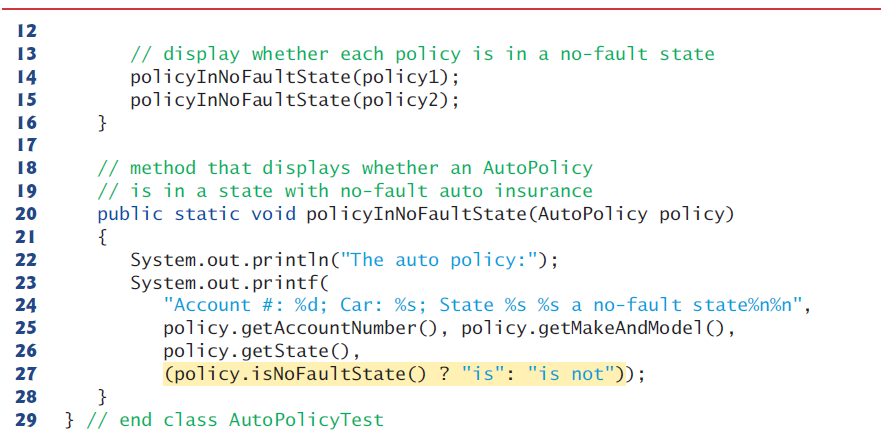 12
13 // display whether each policy is in a no-fault state
14 policyInNoFaultState(policy1);
15 policyInNoFaultState(policy2);
16 }
17
18 // method that displays whether an AutoPolicy
19 // is in a state with no-fault auto insurance
20 public static void policyInNoFaultState(AutoPolicy policy)
21 {
22 System.out.println("The auto policy:");
23 System.out.printf(
24 "Account #: %d; Car: %s; State %s %s a no-fault state%n%n",
25 policy.getAccountNumber(), policy.getMakeAndModel(),
26 policy.getState(),
27 (policy.isNoFaultState() ? "is": "is not"));
28 }
29 } // end class AutoPolicyTest